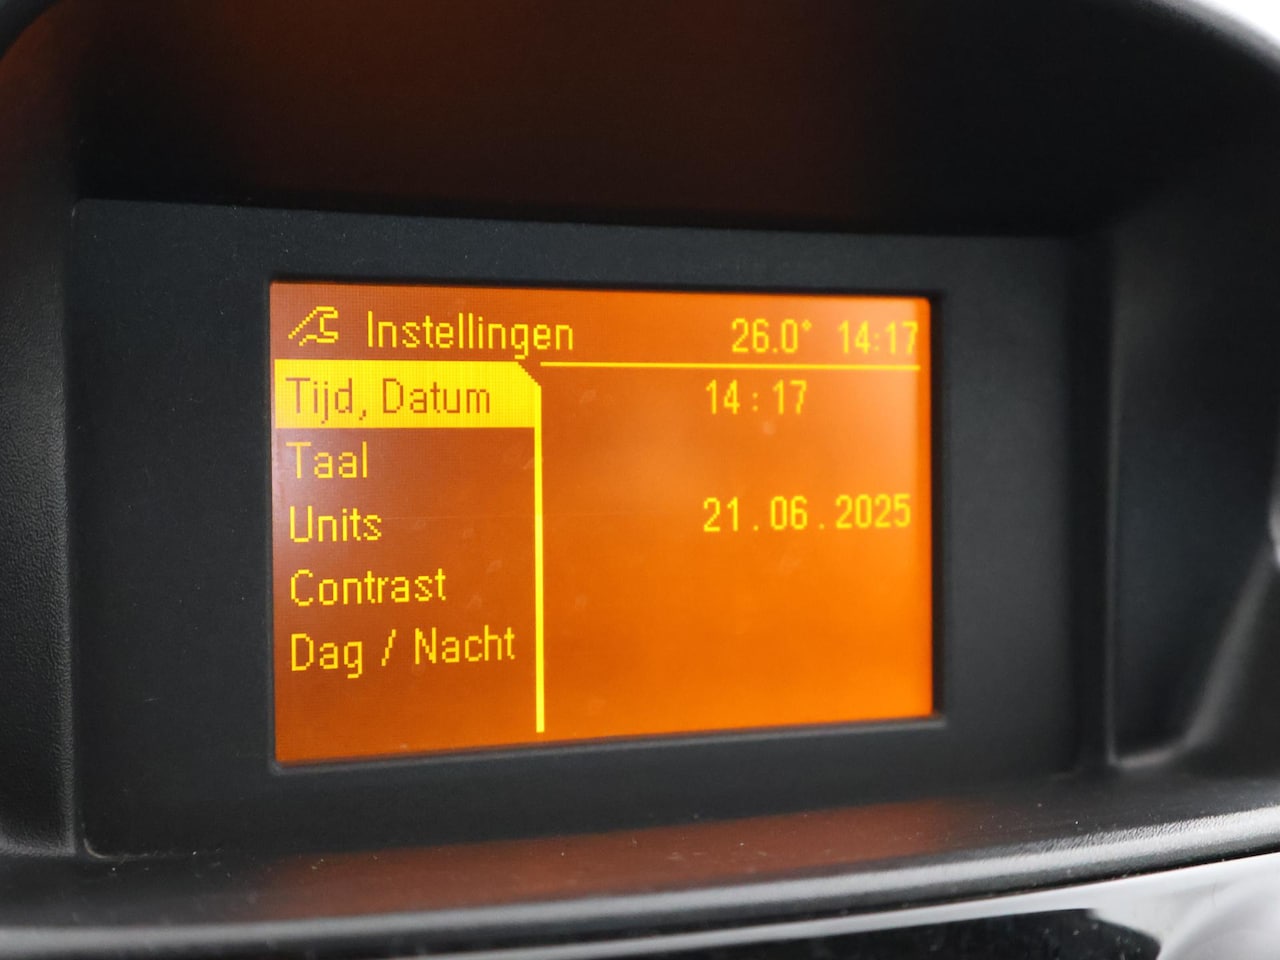 Instellingen 26.0° 14:17
Tijd, Datum 14 : 17
Taal
Units 21 . 06 . 2025
Contrast
Dag / Nacht